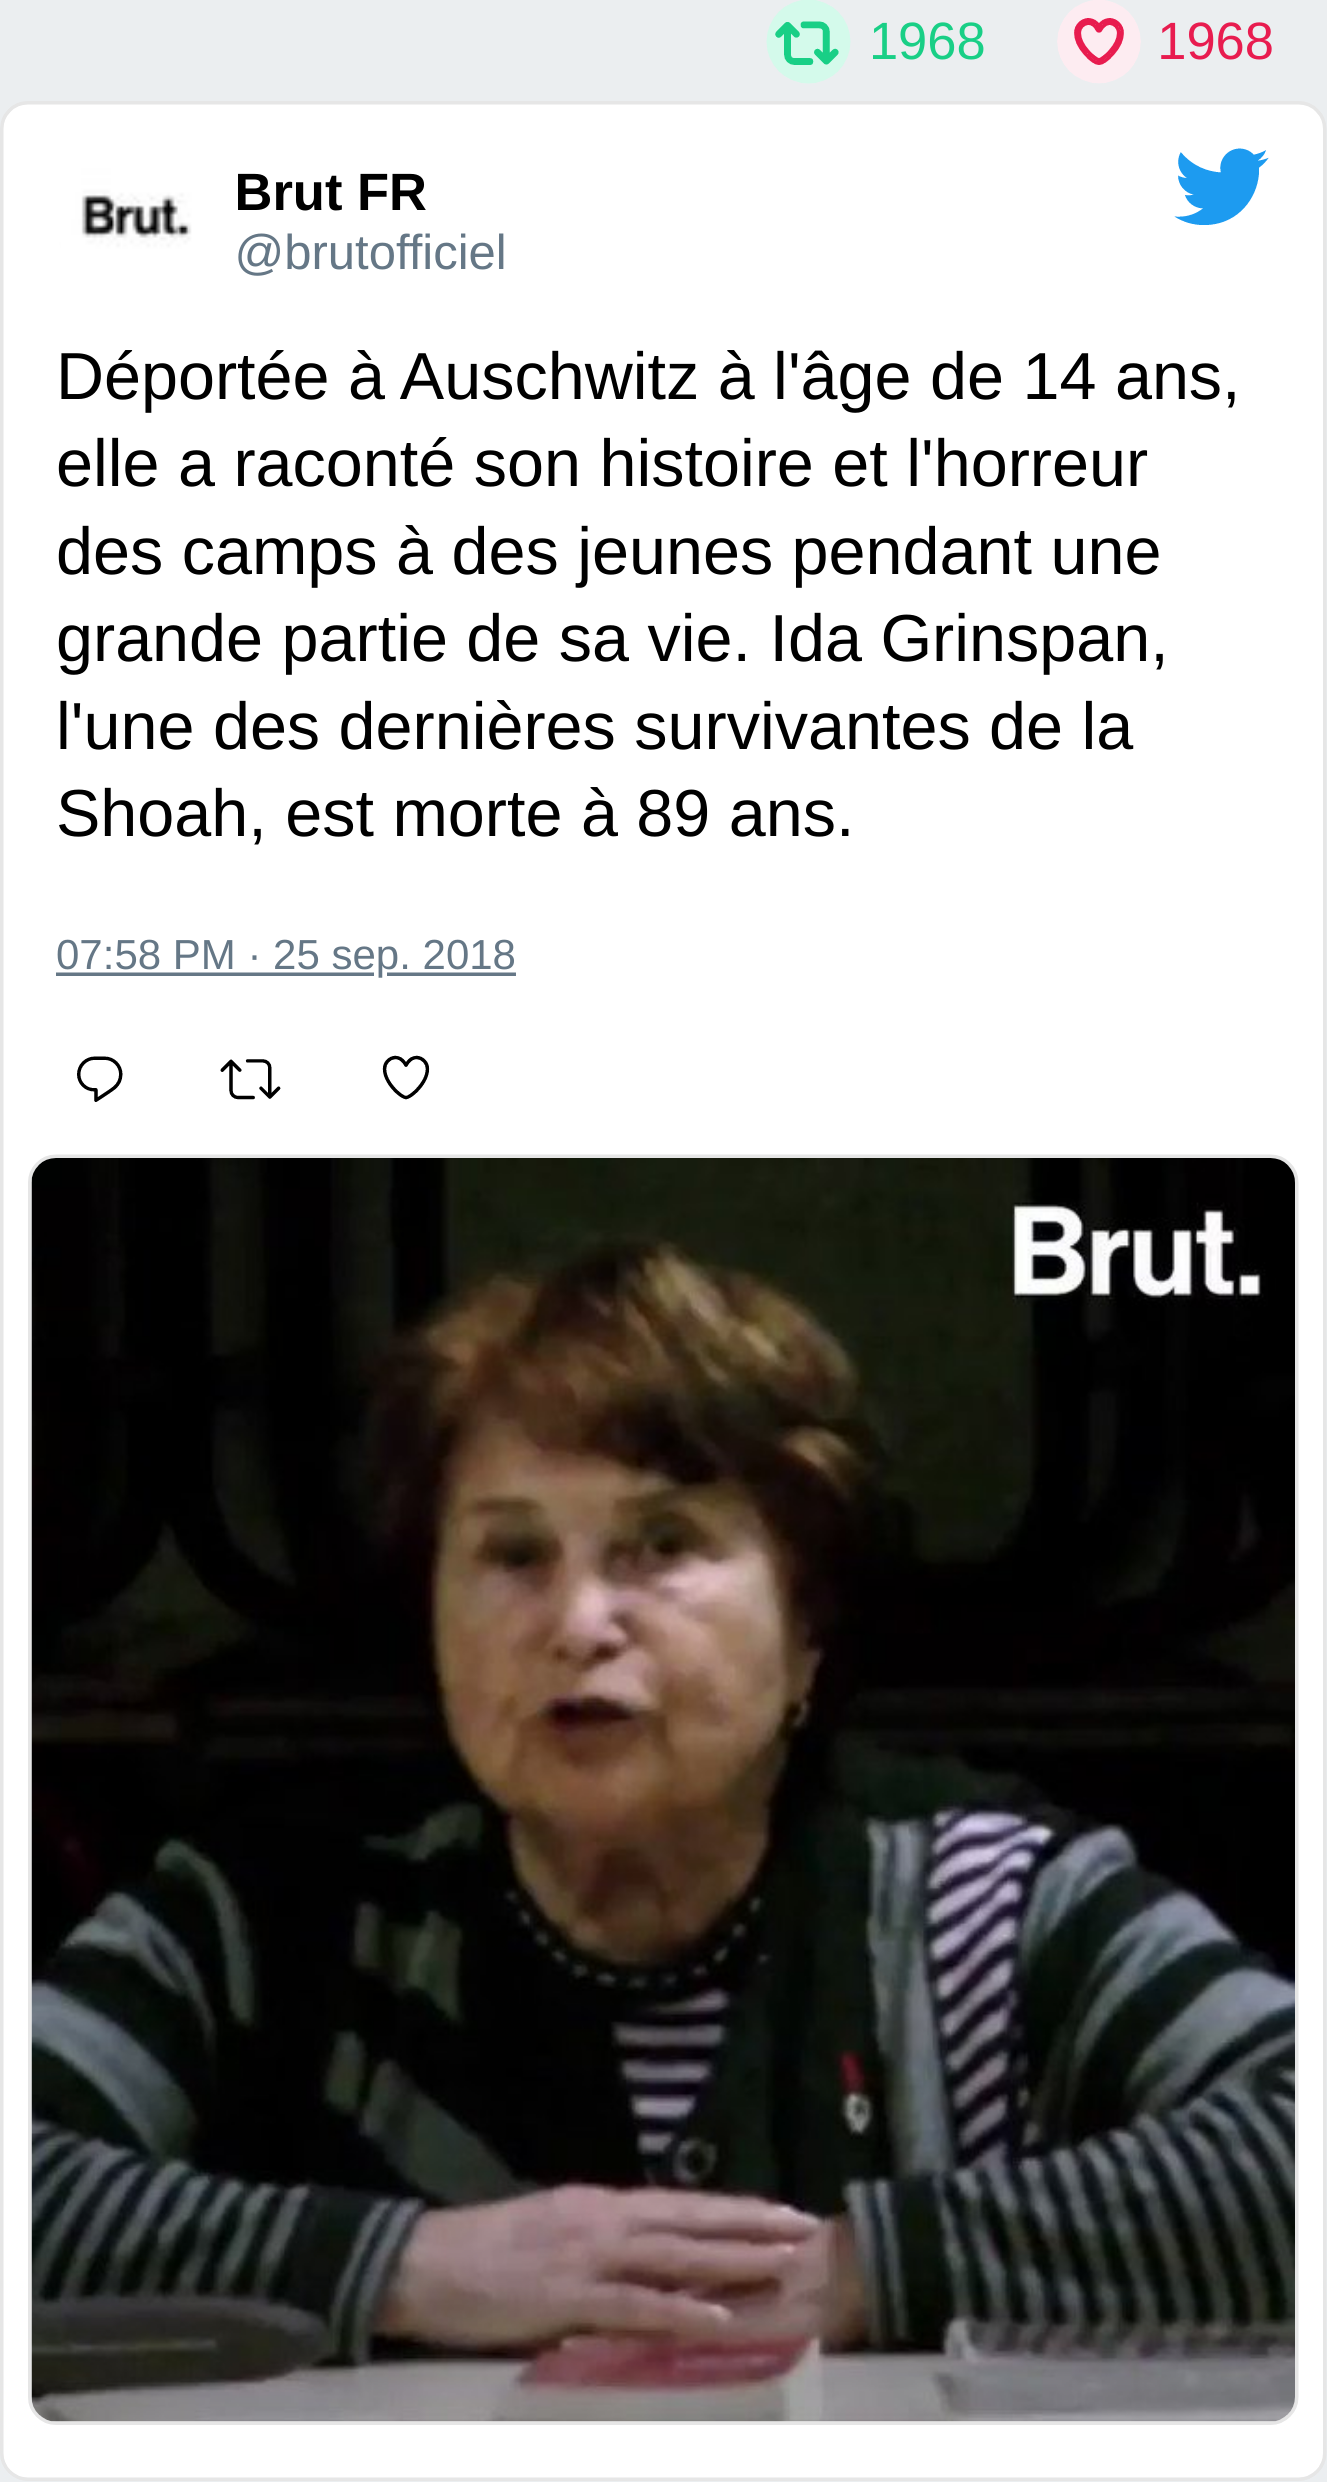 1968 1968
Brut.
Brut FR
@brutofficiel
Déportée à Auschwitz à l'âge de 14 ans,
elle a raconté son histoire et l'horreur
des camps à des jeunes pendant une
grande partie de sa vie. Ida Grinspan,
l'une des dernières survivantes de la
Shoah, est morte à 89 ans.
07:58 PM · 25 sep. 2018
Brut.